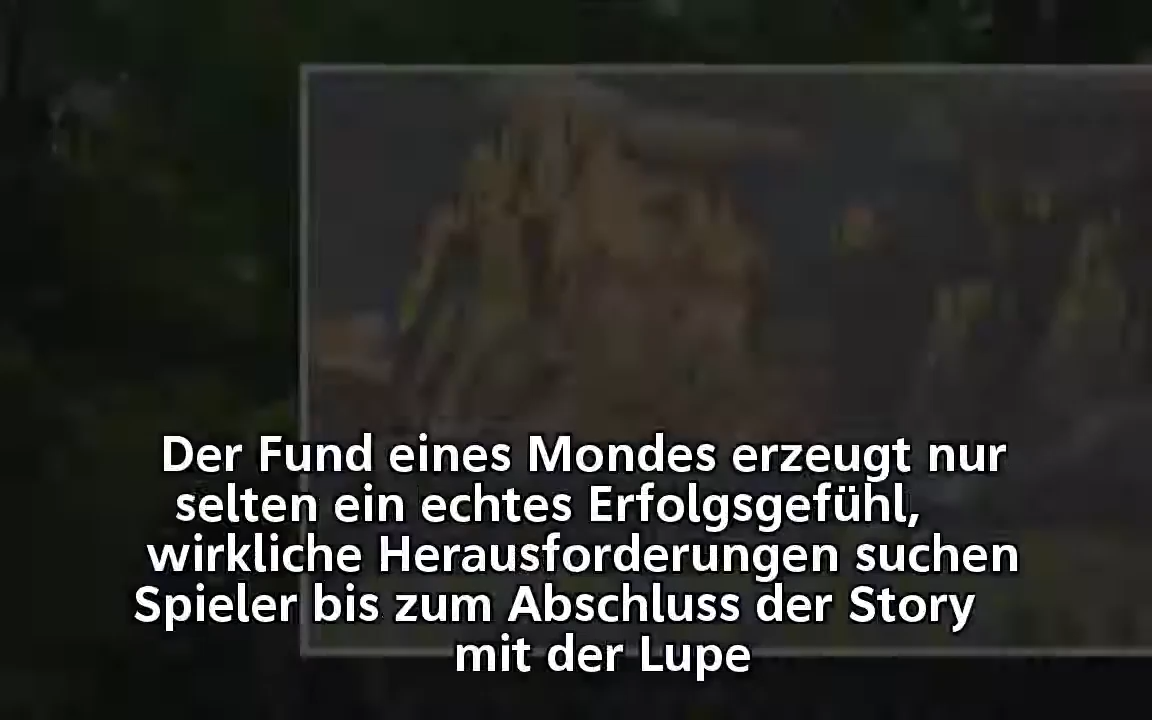 Der Fund eines Mondes erzeugt nur
selten ein echtes Erfolgsgefühl,
wirkliche Herausforderungen suchen
Spieler bis zum Abschluss der Story
mit der Lupe